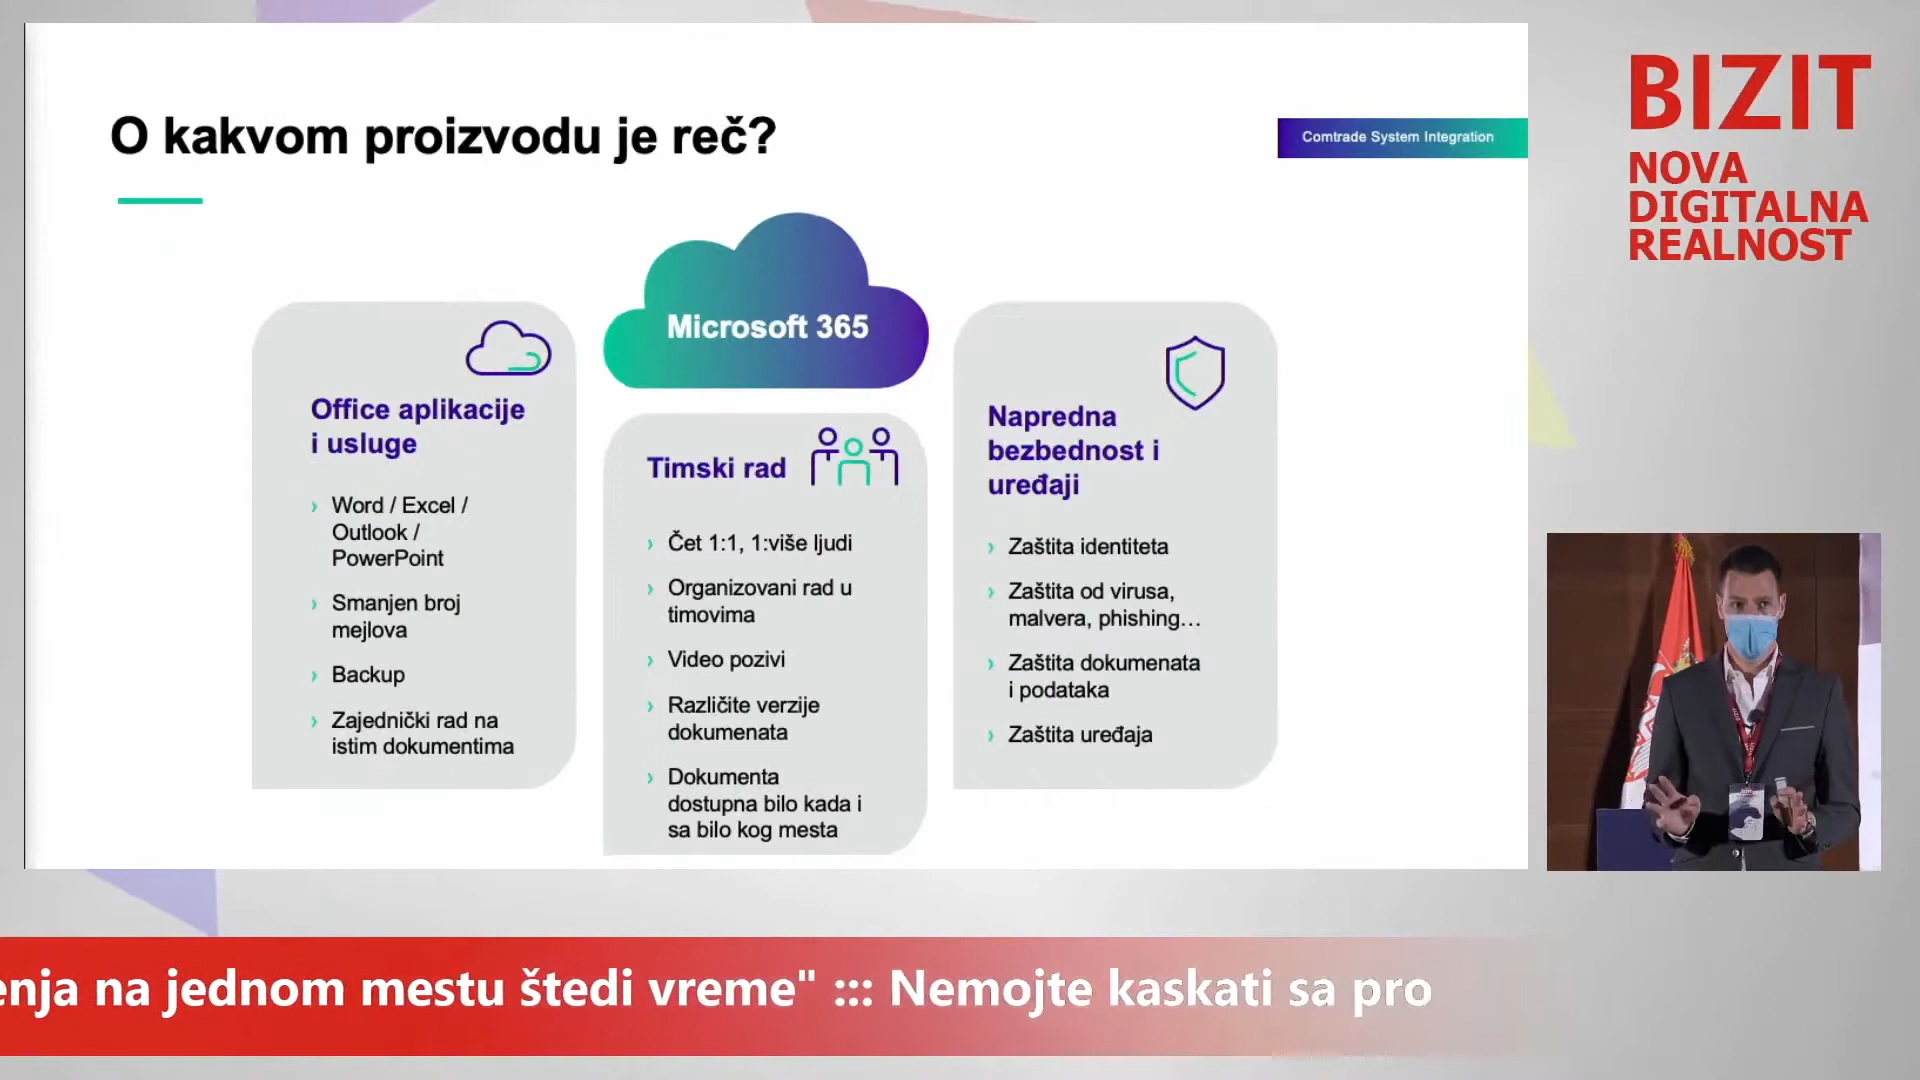 O kakvom proizvodu je reč?
Comtrade System Integration
BIZIT
NOVA
DIGITALNA
REALNOST
Microsoft 365
Office aplikacije
i usluge
› Word / Excel /
Outlook /
PowerPoint
› Smanjen broj
mejlova
› Backup
› Zajednički rad na
istim dokumentima
Timski rad
› Čet 1:1, 1:više ljudi
› Organizovani rad u
timovima
› Video pozivi
› Različite verzije
dokumenata
› Dokumenta
dostupna bilo kada i
sa bilo kog mesta
Napredna
bezbednost i
uređaji
› Zaštita identiteta
› Zaštita od virusa,
malvera, phishing…
› Zaštita dokumenata
i podataka
› Zaštita uređaja
enja na jednom mestu štedi vreme" ::: Nemojte kaskati sa pro